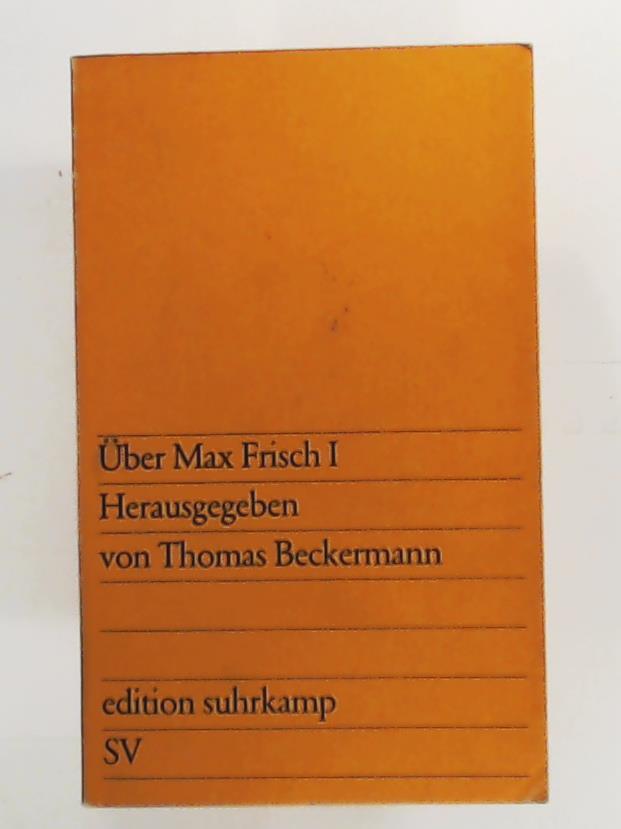 Über Max Frisch I
Herausgegeben
von Thomas Beckermann
edition suhrkamp
SV